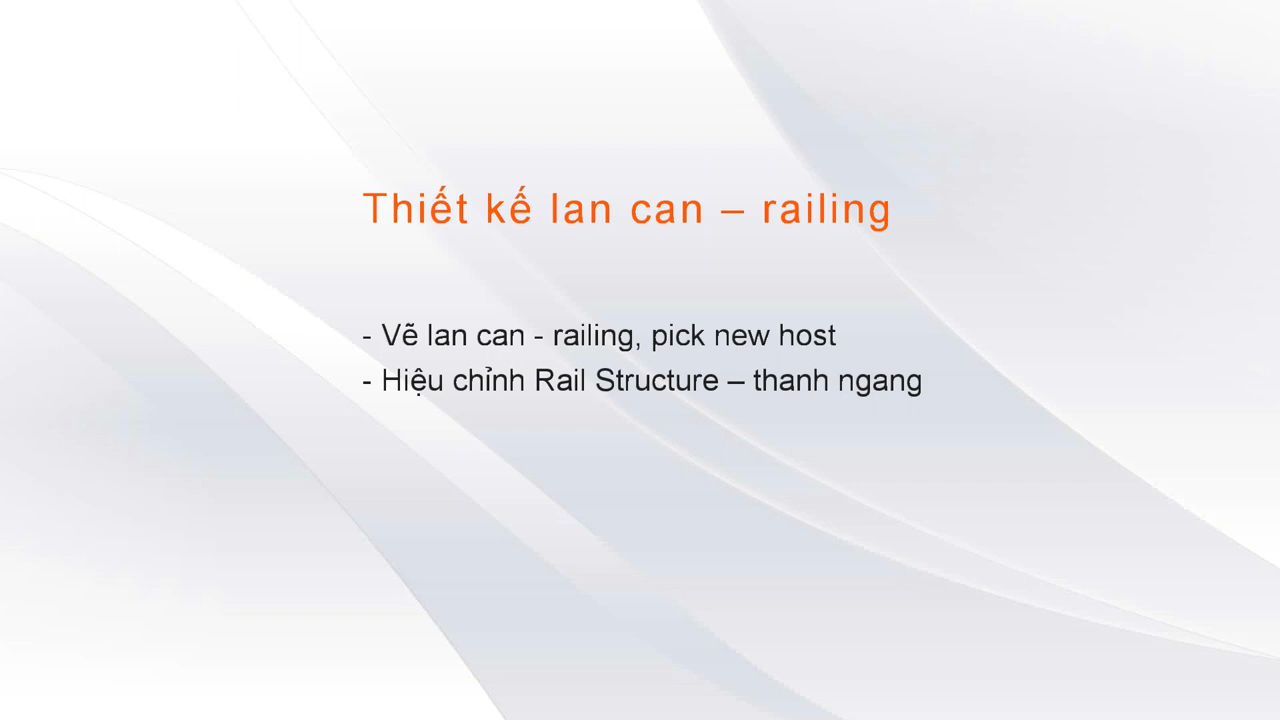 Thiết kế lan can – railing
- Vẽ lan can - railing, pick new host
- Hiệu chỉnh Rail Structure – thanh ngang